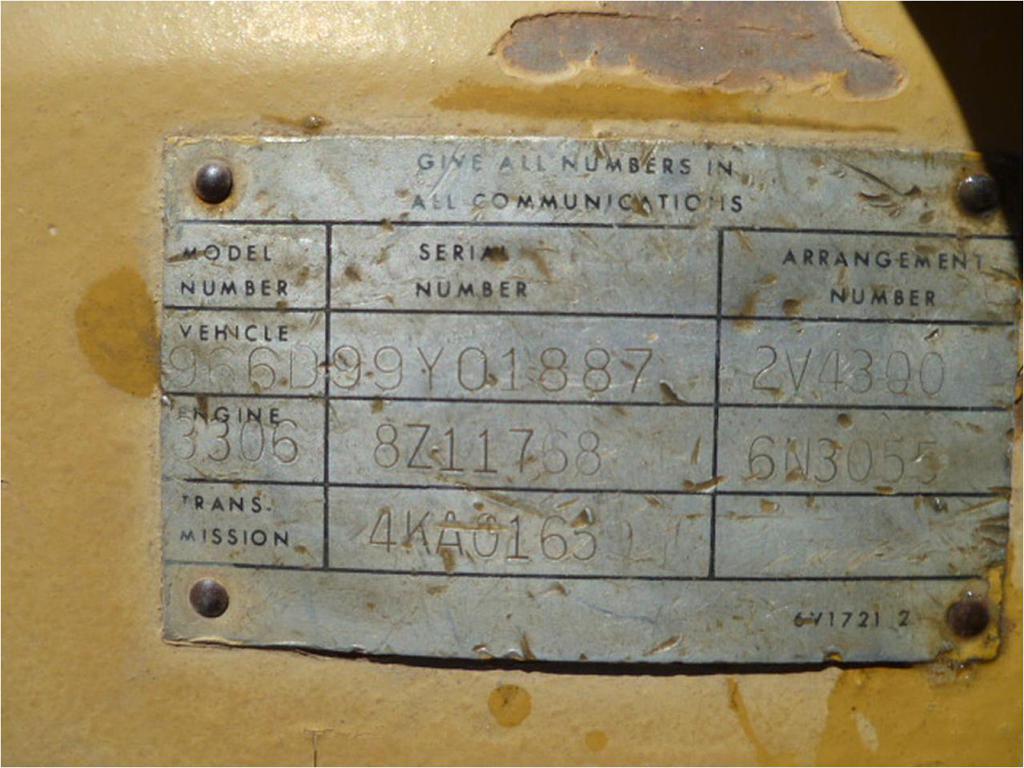 GIVE ALL NUMBERS IN
ALL COMMUNICATIONS
MODEL NUMBER
SERIAL NUMBER
ARRANGEMENT NUMBER
VEHICLE
966D 99Y01887 2V4300
ENGINE
3306 8Z11768 6N3055
TRANS-
MISSION
4KA0163
6V1721 2